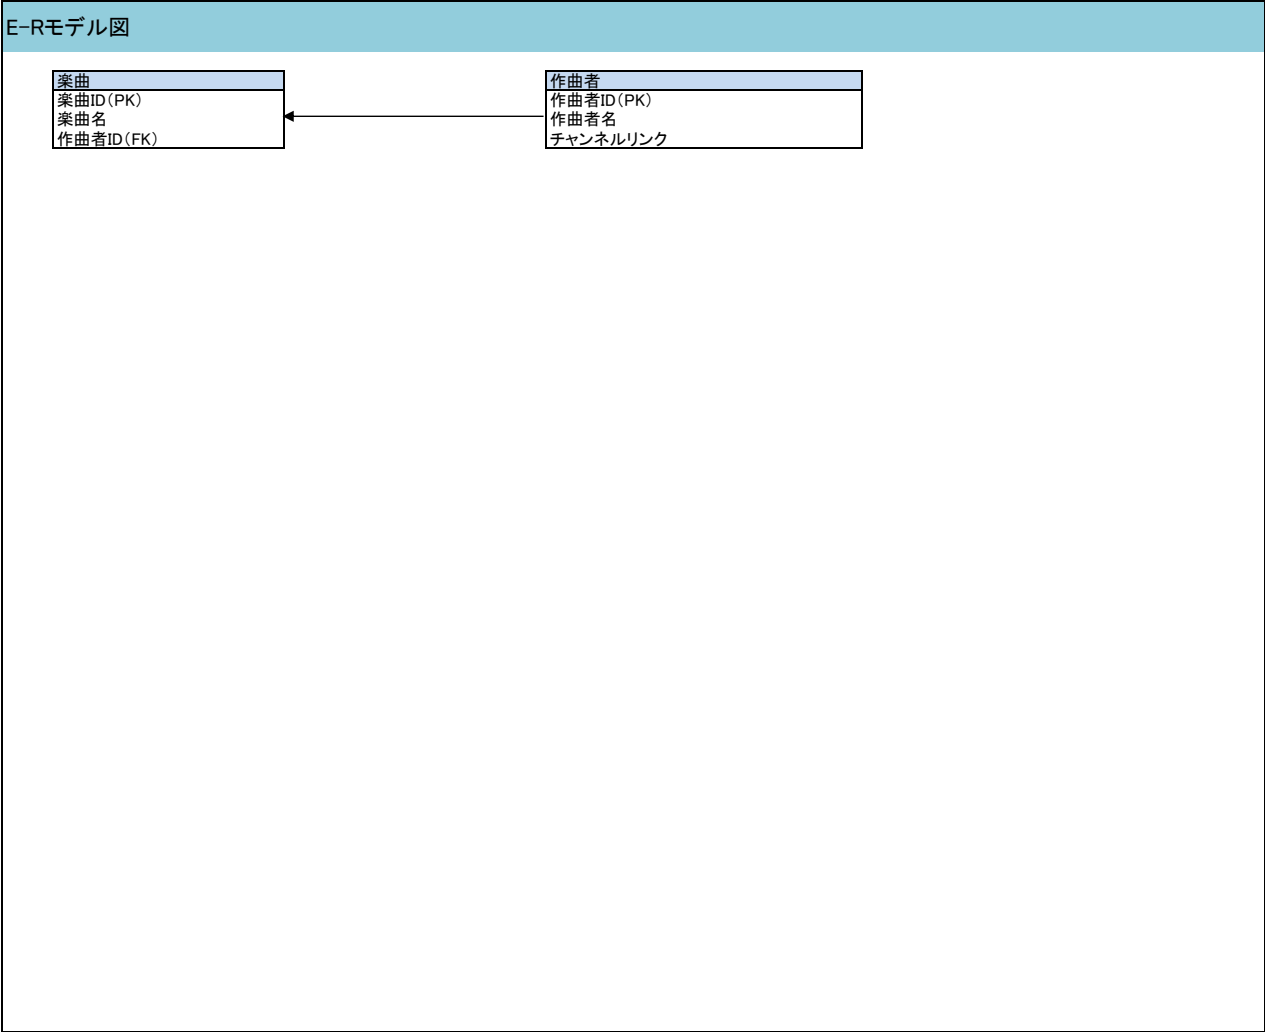 E-Rモデル図
楽曲
楽曲ID(PK)
楽曲名
作曲者ID(FK)
作曲者
作曲者ID(PK)
作曲者名
チャンネルリンク